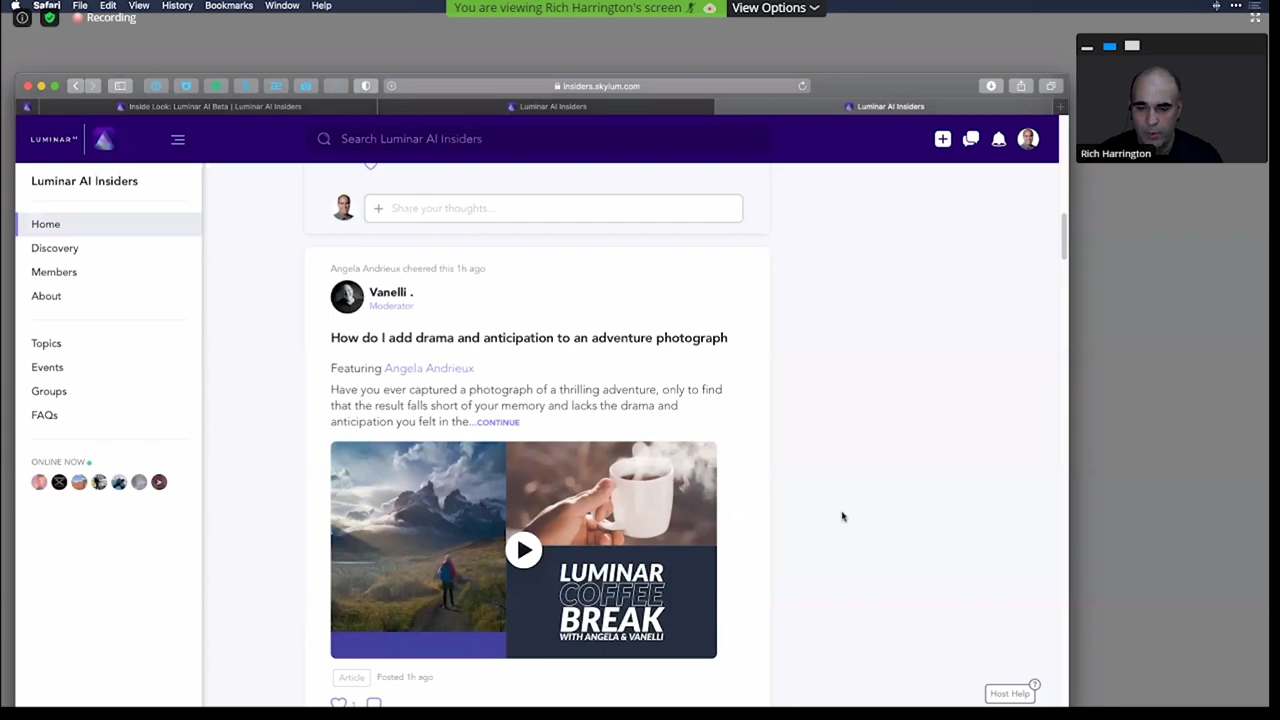 Safari File Edit View History Bookmarks Window Help
You are viewing Rich Harrington's screen
View Options
Recording
insiders.skylum.com
Inside Look: Luminar AI Beta | Luminar AI Insiders
Luminar AI Insiders
Luminar AI Insiders
Rich Harrington
LUMINAR AI
Search Luminar AI Insiders
Luminar AI Insiders
Home
Discovery
Members
About
Topics
Events
Groups
FAQs
ONLINE NOW
+ Share your thoughts...
Angela Andrieux cheered this 1h ago
Vanelli .
Moderator
How do I add drama and anticipation to an adventure photograph
Featuring Angela Andrieux
Have you ever captured a photograph of a thrilling adventure, only to find
that the result falls short of your memory and lacks the drama and
anticipation you felt in the...CONTINUE
LUMINAR
COFFEE
BREAK
WITH ANGELA & VANELLI
Article Posted 1h ago
1
Host Help
?